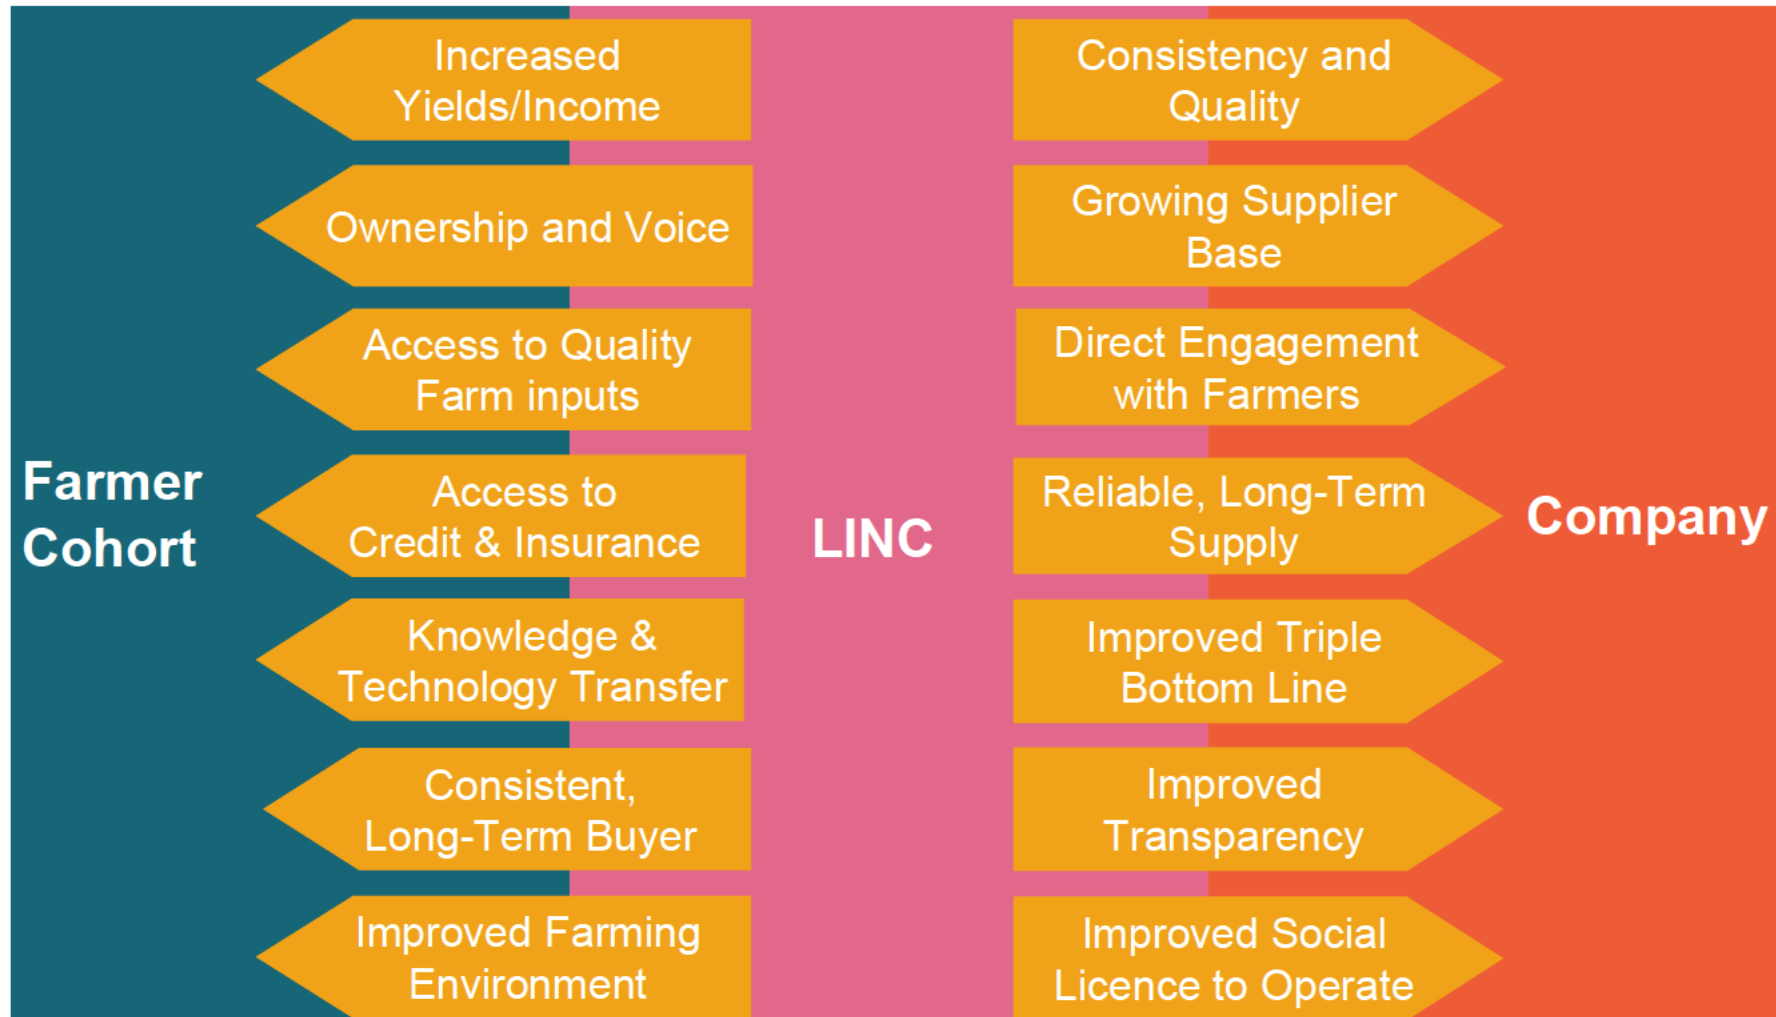 Increased
Yields/Income
Ownership and Voice
Access to Quality
Farm inputs
Access to
Credit & Insurance
Knowledge &
Technology Transfer
Consistent,
Long-Term Buyer
Improved Farming
Environment
Farmer
Cohort
LINC
Consistency and
Quality
Growing Supplier
Base
Direct Engagement
with Farmers
Reliable, Long-Term
Supply
Improved Triple
Bottom Line
Improved
Transparency
Improved Social
Licence to Operate
Company